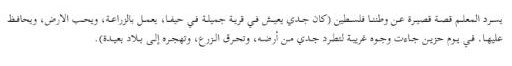 يسرد المعلم قصة قصيرة عن وطننا فلسطين (كان جدي يعيش في قرية جميلة في حيفا، يعمل بالزراعة، ويحب الارض، ويحافظ
عليها. في يوم حزين جاءت وجوه غريبة لتطرد جدي من أرضه، وتحرق الزرع، وتهجره إلى بلاد بعيدة).